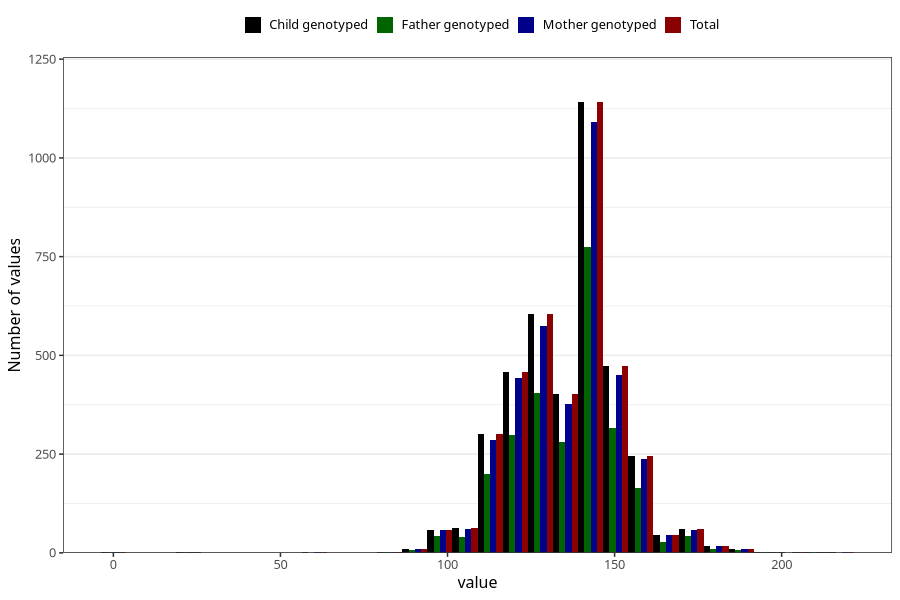 Child genotyped Father genotyped Mother genotyped Total
1250
1000
750
500
250
0
Number of values
0 50 100 150 200
value